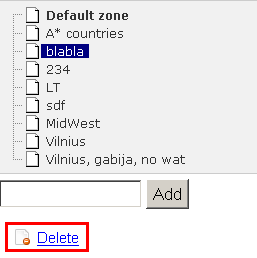 Default zone
A* countries
blabla
234
LT
sdf
MidWest
Vilnius
Vilnius, gabija, no wat
Add
Delete